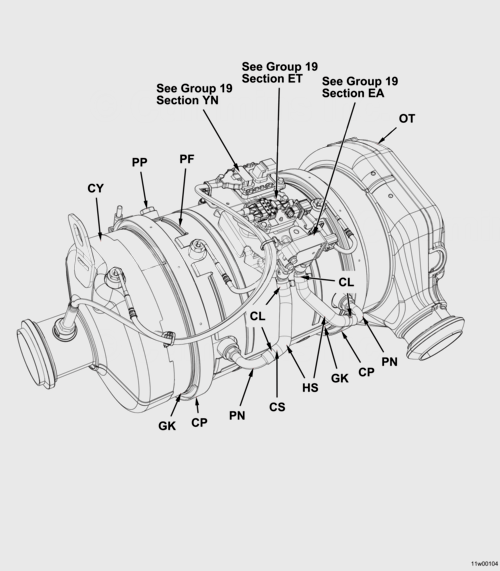 See Group 19
Section ET
See Group 19
Section YN
See Group 19
Section EA
OT
PP
PF
CY
CL
CL
PN
CP
GK
HS
CS
PN
CP
GK
11w00104